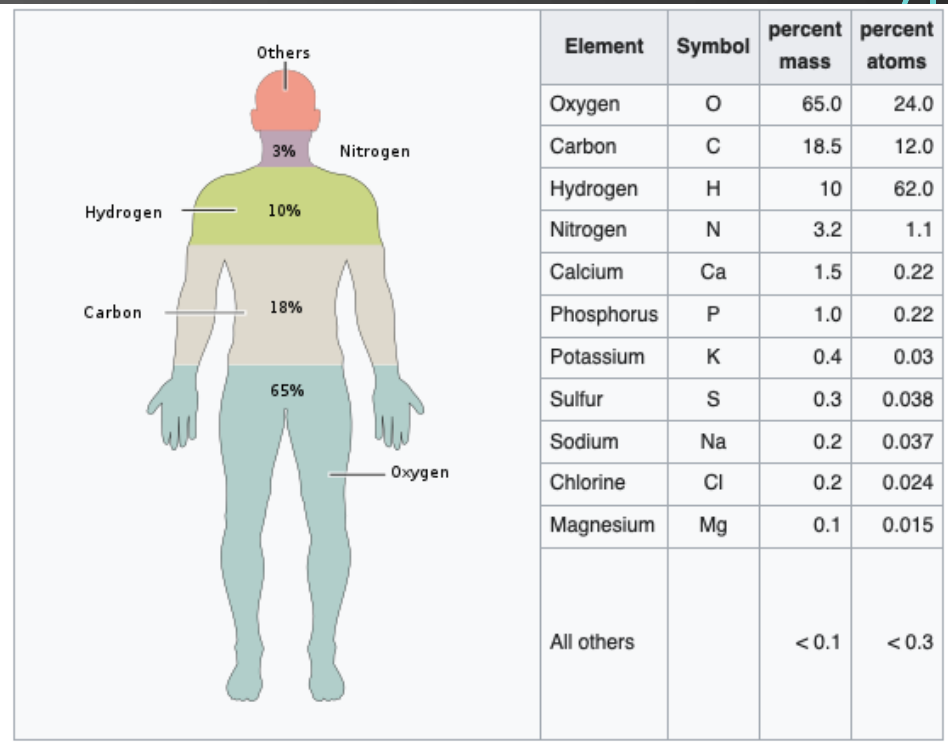 Others
3% Nitrogen
Hydrogen 10%
Carbon 18%
65%
Oxygen
Element Symbol percent mass percent atoms
Oxygen O 65.0 24.0
Carbon C 18.5 12.0
Hydrogen H 10 62.0
Nitrogen N 3.2 1.1
Calcium Ca 1.5 0.22
Phosphorus P 1.0 0.22
Potassium K 0.4 0.03
Sulfur S 0.3 0.038
Sodium Na 0.2 0.037
Chlorine Cl 0.2 0.024
Magnesium Mg 0.1 0.015
All others < 0.1 < 0.3